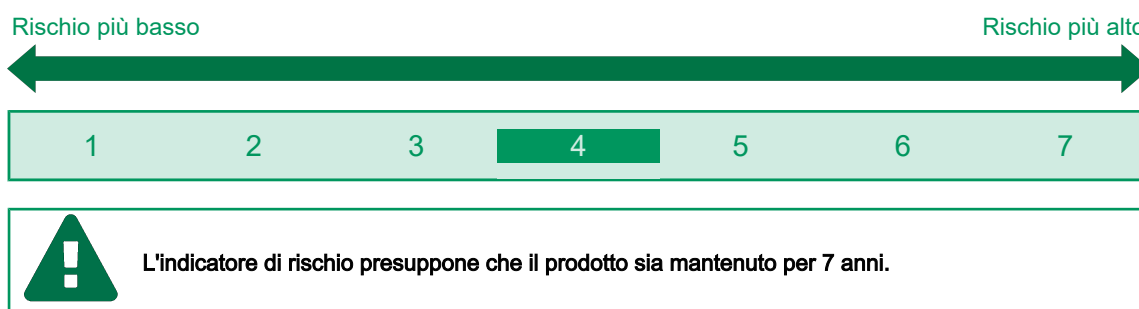 Rischio più basso Rischio più alto
1 2 3 4 5 6 7
L'indicatore di rischio presuppone che il prodotto sia mantenuto per 7 anni.